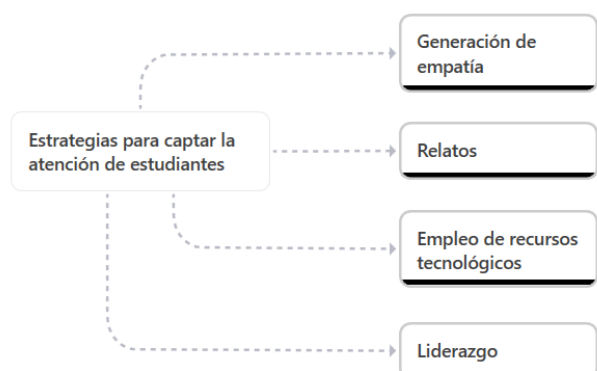 Generación de
empatía
Estrategias para captar la
atención de estudiantes
Relatos
Empleo de recursos
tecnológicos
Liderazgo